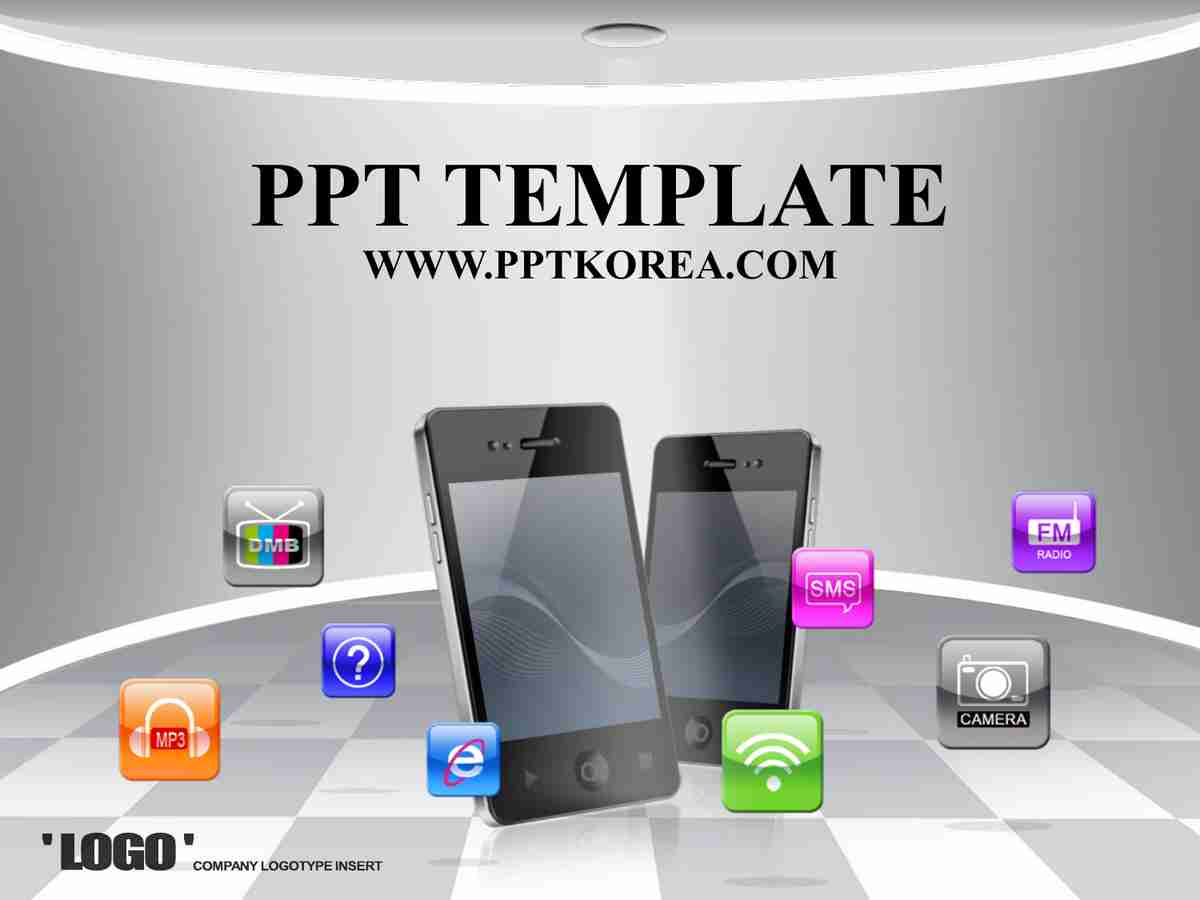 PPT TEMPLATE
WWW.PPTKOREA.COM
DMB
FM
RADIO
SMS
?
MP3
CAMERA
e
'LOGO' COMPANY LOGOTYPE INSERT